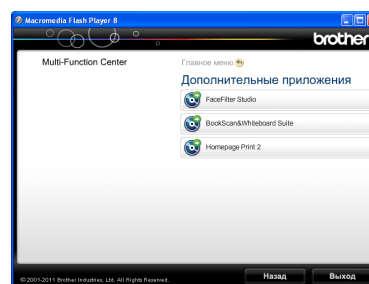 Macromedia Flash Player 8
brother
Multi-Function Center
Главное меню
Дополнительные приложения
FaceFilter Studio
BookScan&Whiteboard Suite
Homepage Print 2
© 2001-2011 Brother Industries, Ltd. All Rights Reserved.
Назад
Выход